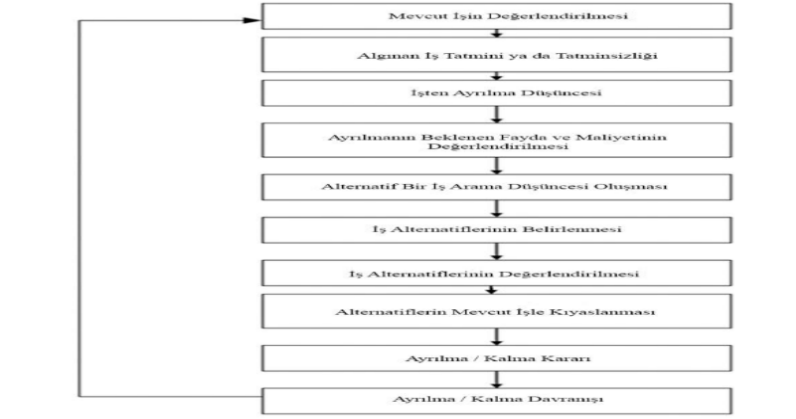 Mevcut İşin Değerlendirilmesi
Algınan İş Tatmini ya da Tatminsizliği
İşten Ayrılma Düşüncesi
Ayrılmanın Beklenen Fayda ve Maliyetinin
Değerlendirilmesi
Alternatif Bir İş Arama Düşüncesi Oluşması
İş Alternatiflerinin Belirlenmesi
İş Alternatiflerinin Değerlendirilmesi
Alternatiflerin Mevcut İşle Kıyaslanması
Ayrılma / Kalma Kararı
Ayrılma / Kalma Davranışı